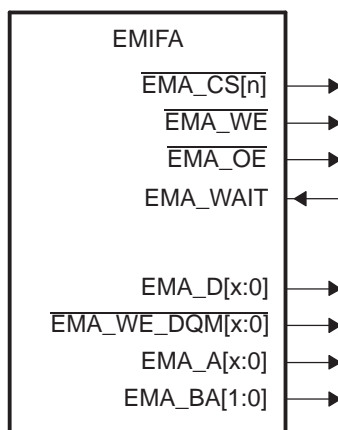 EMIFA
EMA_CS[n]
EMA_WE
EMA_OE
EMA_WAIT
EMA_D[x:0]
EMA_WE_DQM[x:0]
EMA_A[x:0]
EMA_BA[1:0]